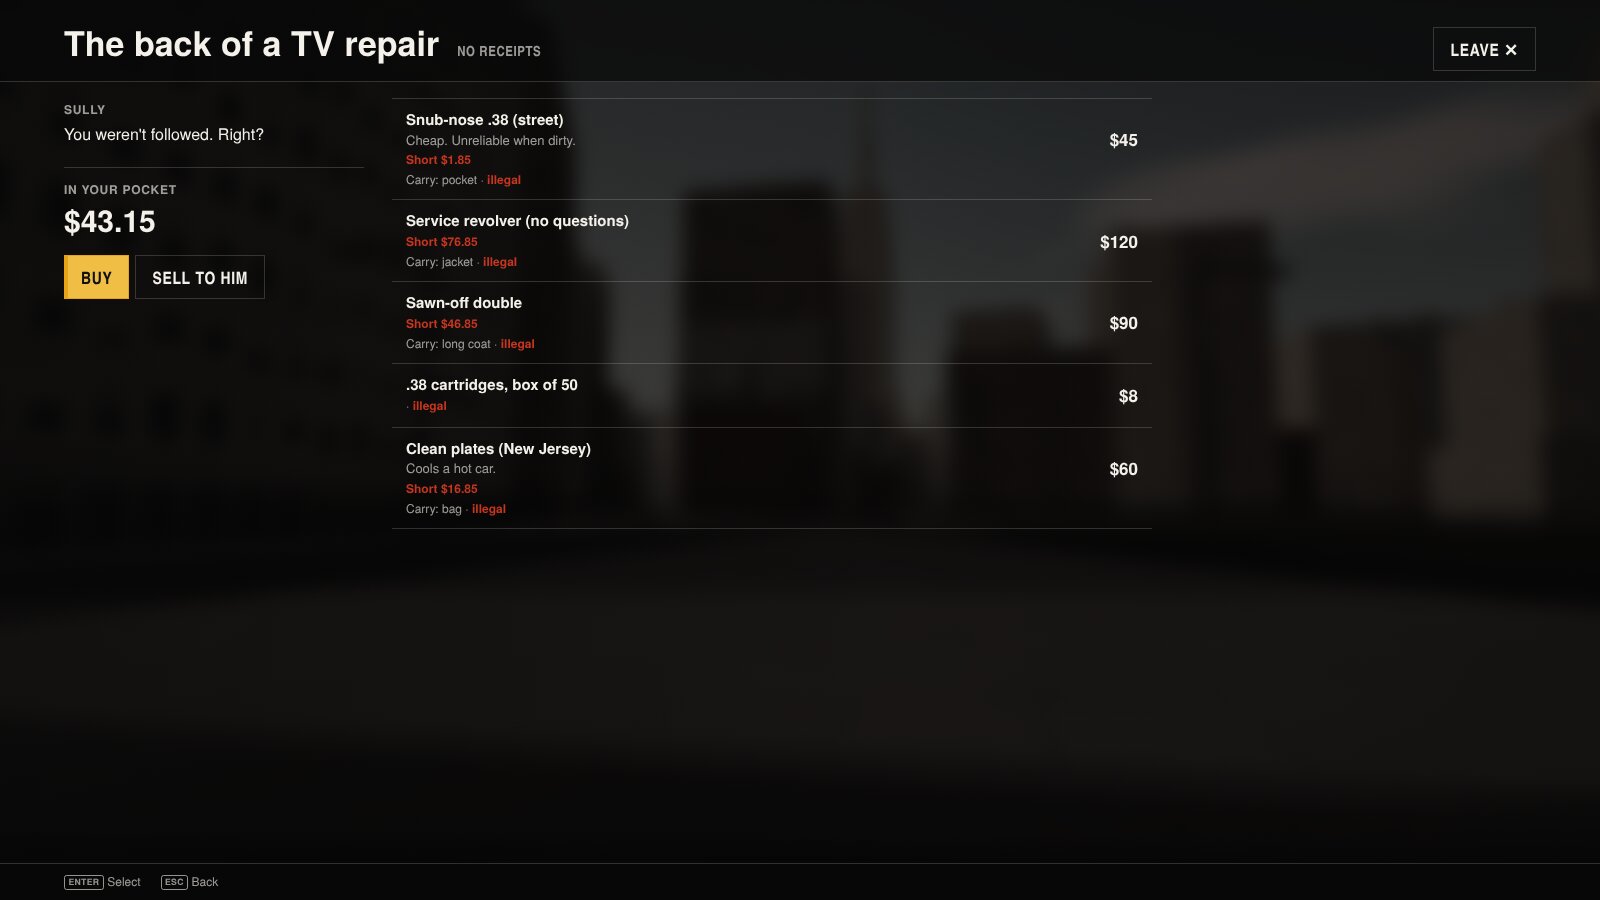 The back of a TV repair NO RECEIPTS
LEAVE ✕
SULLY
You weren't followed. Right?
IN YOUR POCKET
$43.15
BUY
SELL TO HIM
Snub-nose .38 (street)
Cheap. Unreliable when dirty.
Short $1.85
Carry: pocket · illegal
$45
Service revolver (no questions)
Short $76.85
Carry: jacket · illegal
$120
Sawn-off double
Short $46.85
Carry: long coat · illegal
$90
.38 cartridges, box of 50
· illegal
$8
Clean plates (New Jersey)
Cools a hot car.
Short $16.85
Carry: bag · illegal
$60
ENTER Select ESC Back